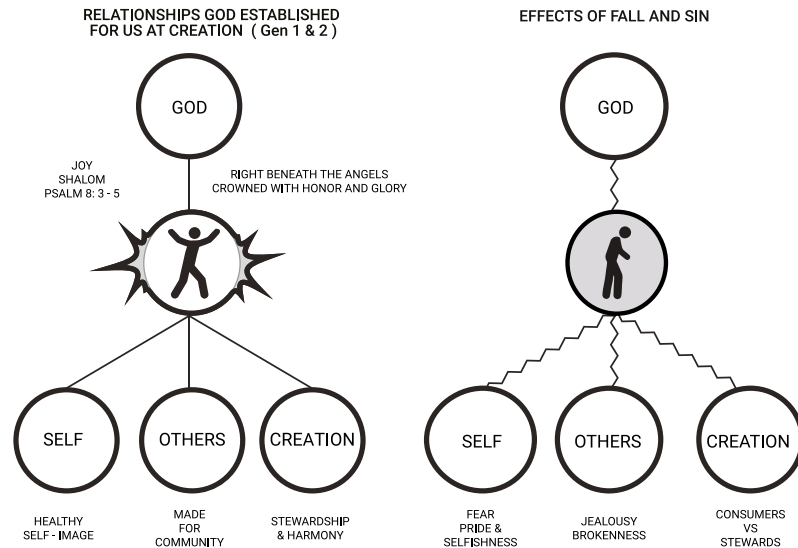 RELATIONSHIPS GOD ESTABLISHED
FOR US AT CREATION ( Gen 1 & 2 )
GOD
JOY
SHALOM
PSALM 8: 3 - 5
RIGHT BENEATH THE ANGELS
CROWNED WITH HONOR AND GLORY
SELF
OTHERS
CREATION
HEALTHY
SELF - IMAGE
MADE
FOR
COMMUNITY
STEWARDSHIP
& HARMONY
EFFECTS OF FALL AND SIN
GOD
SELF
OTHERS
CREATION
FEAR
PRIDE &
SELFISHNESS
JEALOUSY
BROKENNESS
CONSUMERS
VS
STEWARDS